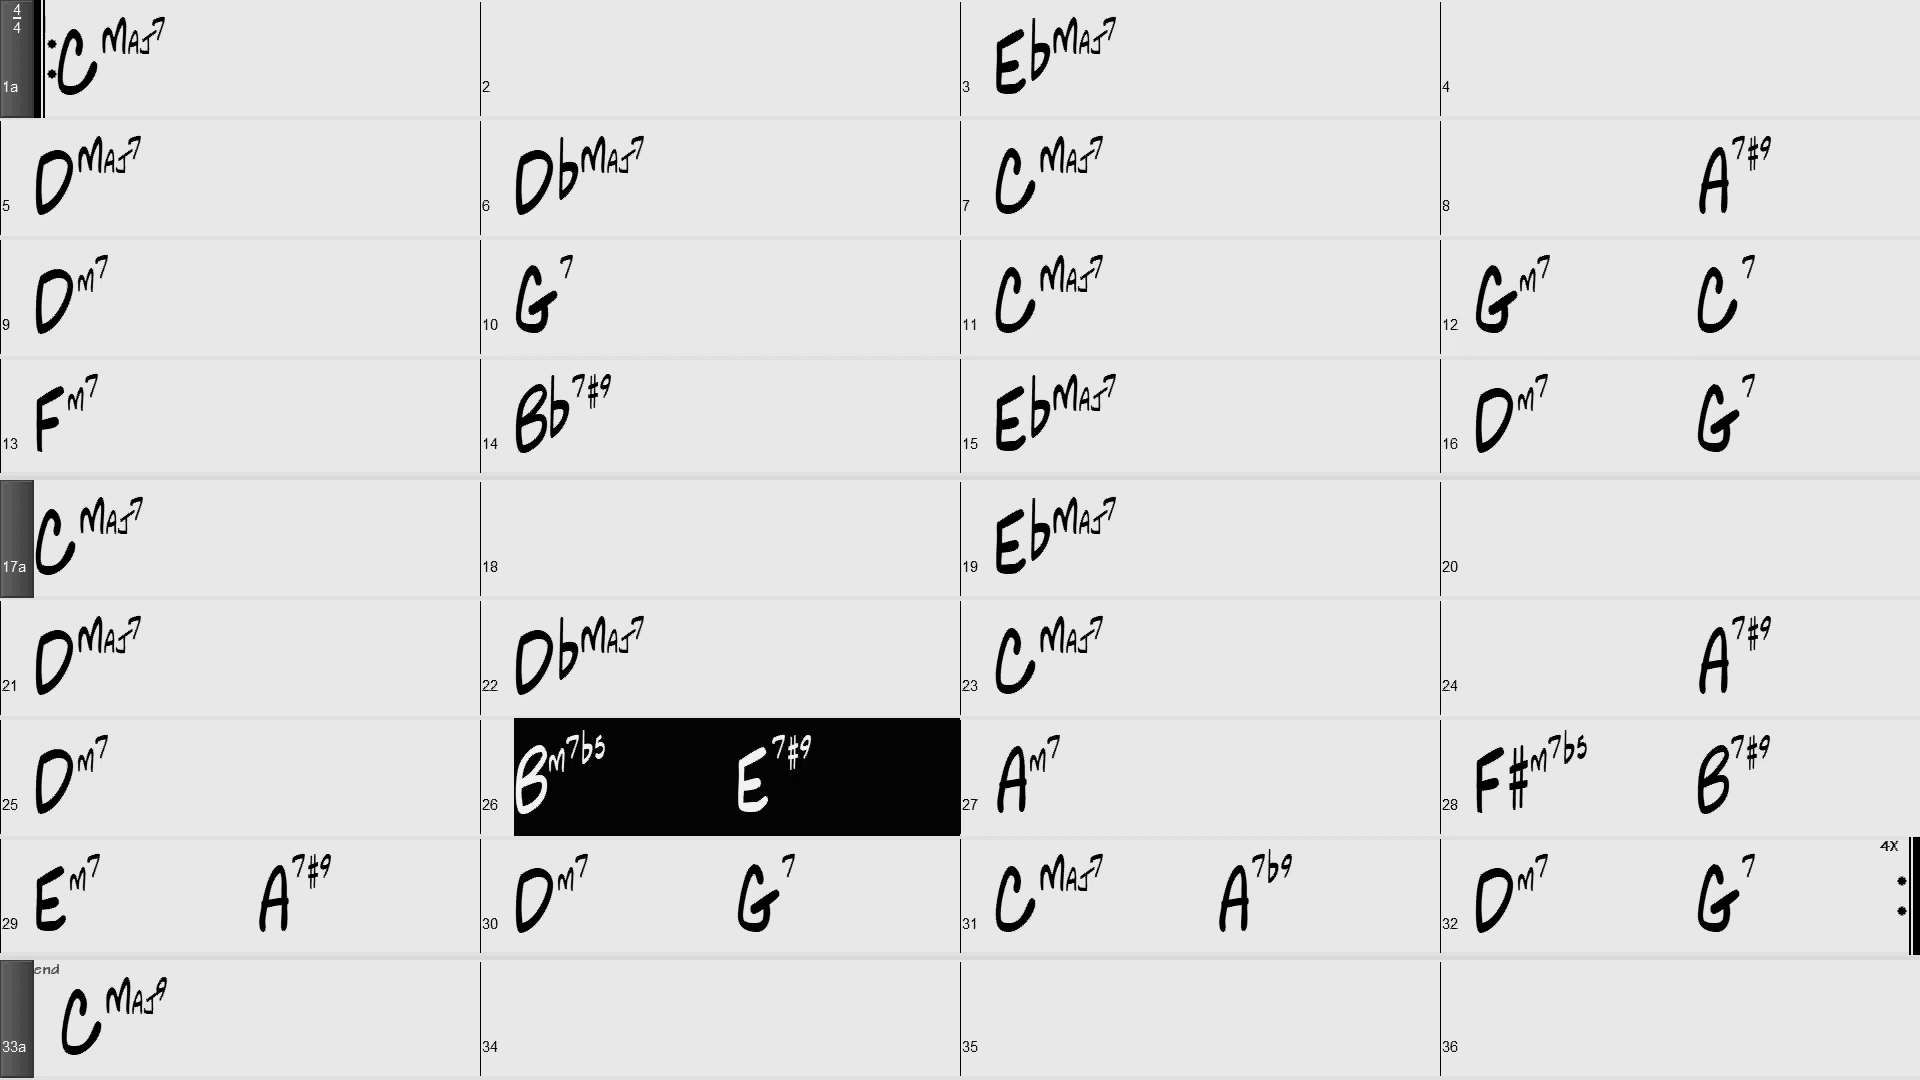 4
4
1a CMAJ7 2 3 EbMAJ7 4
5 DMAJ7 6 DbMAJ7 7 CMAJ7 8 A7#9
9 Dm7 10 G7 11 CMAJ7 12 Gm7 C7
13 Fm7 14 Bb7#9 15 EbMAJ7 16 Dm7 G7
17a CMAJ7 18 19 EbMAJ7 20
21 DMAJ7 22 DbMAJ7 23 CMAJ7 24 A7#9
25 Dm7 26 Bm7b5 E7#9 27 Am7 28 F#m7b5 B7#9
4X
29 Em7 A7#9 30 Dm7 G7 31 CMAJ7 A7b9 32 Dm7 G7
end
33a CMAJ9 34 35 36